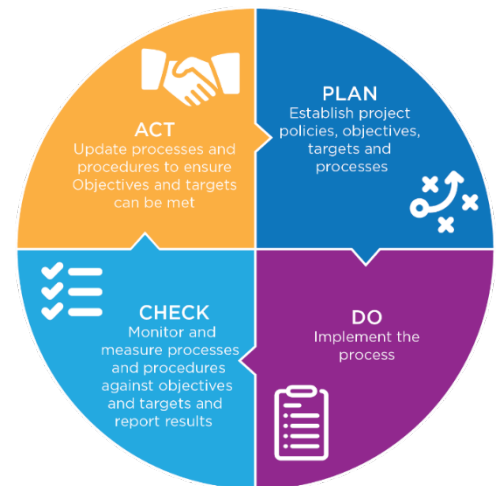 PLAN
Establish project
policies, objectives,
targets and
processes
DO
Implement the
process
CHECK
Monitor and
measure processes
and procedures
against objectives
and targets and
report results
ACT
Update processes and
procedures to ensure
Objectives and targets
can be met